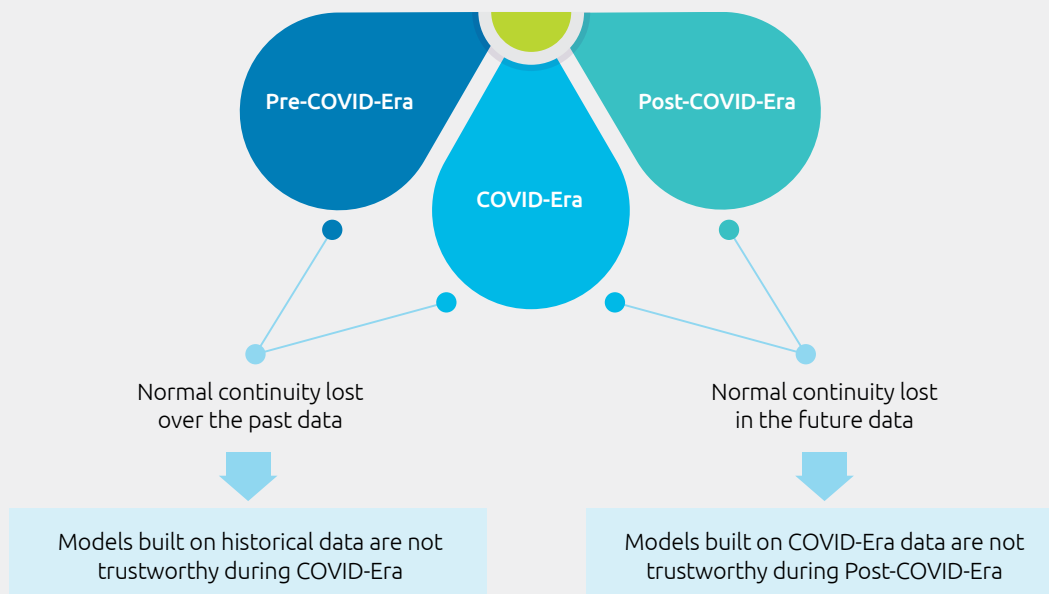 Pre-COVID-Era
Post-COVID-Era
COVID-Era
Normal continuity lost
over the past data
Normal continuity lost
in the future data
Models built on historical data are not
trustworthy during COVID-Era
Models built on COVID-Era data are not
trustworthy during Post-COVID-Era